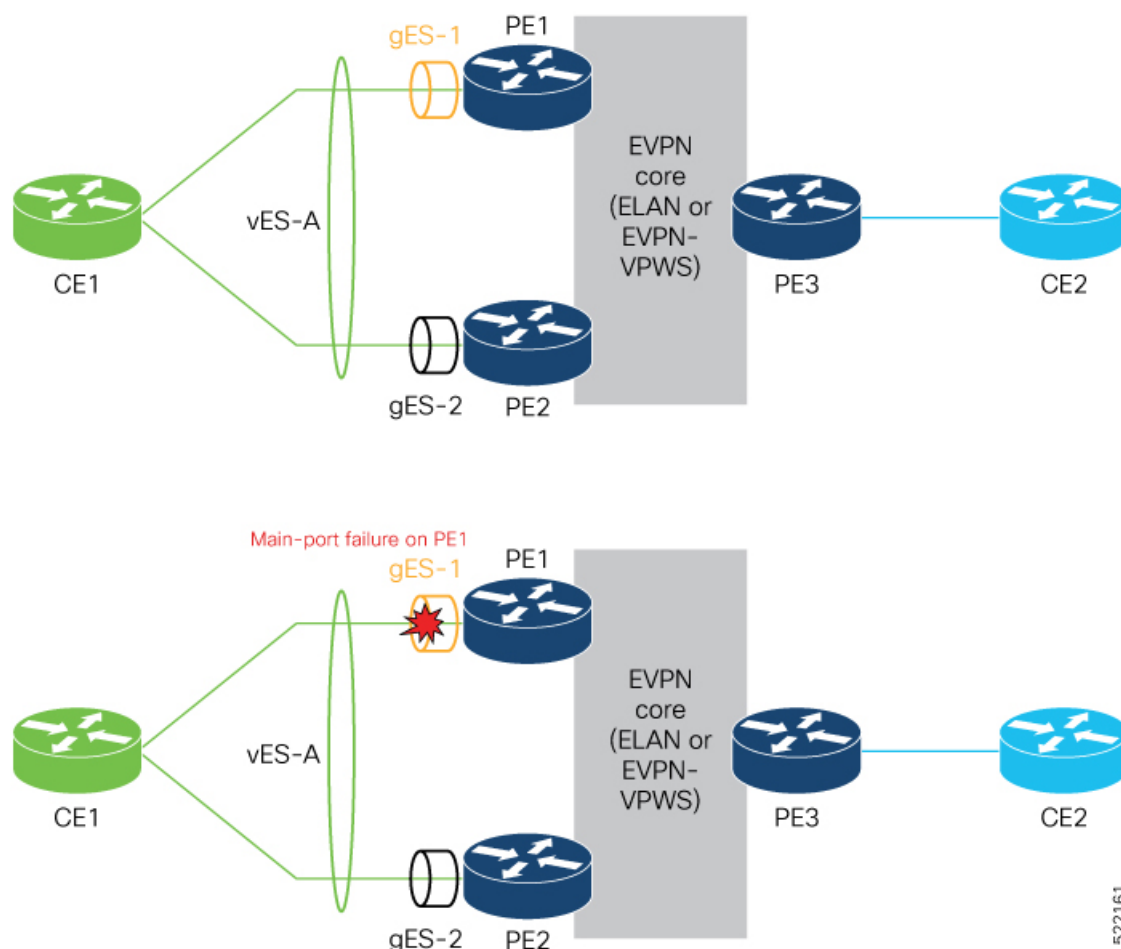 gES-1
PE1
EVPN
core
(ELAN or
EVPN-
VPWS)
vES-A
CE1
PE3
CE2
gES-2
PE2
Main-port failure on PE1
gES-1
PE1
EVPN
core
(ELAN or
EVPN-
VPWS)
vES-A
CE1
PE3
CE2
gES-2
PE2
522161